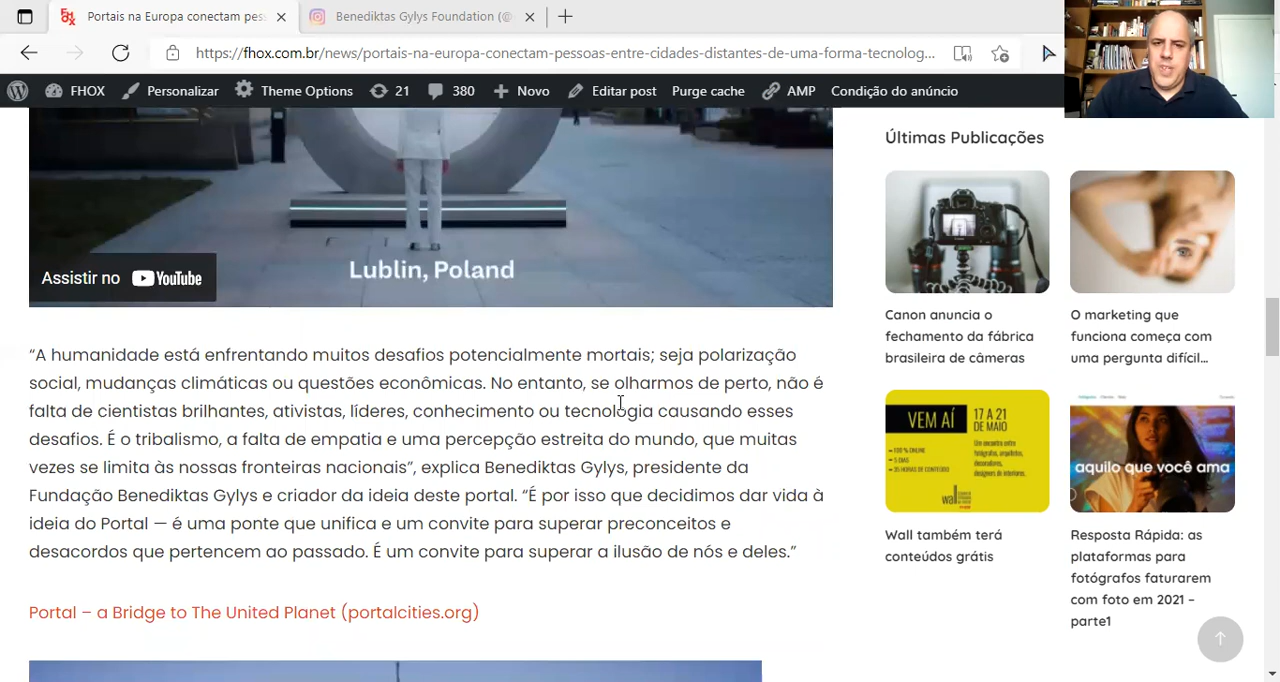 Portais na Europa conectam pes
Benediktas Gylys Foundation (@
https://fhox.com.br/news/portais-na-europa-conectam-pessoas-entre-cidades-distantes-de-uma-forma-tecnolog...
FHOX
Personalizar
Theme Options
21
380
Novo
Editar post
Purge cache
AMP
Condição do anúncio
Assistir no YouTube
Lublin, Poland
“A humanidade está enfrentando muitos desafios potencialmente mortais; seja polarização
social, mudanças climáticas ou questões econômicas. No entanto, se olharmos de perto, não é
falta de cientistas brilhantes, ativistas, líderes, conhecimento ou tecnologia causando esses
desafios. É o tribalismo, a falta de empatia e uma percepção estreita do mundo, que muitas
vezes se limita às nossas fronteiras nacionais”, explica Benediktas Gylys, presidente da
Fundação Benediktas Gylys e criador da ideia deste portal. “É por isso que decidimos dar vida à
ideia do Portal — é uma ponte que unifica e um convite para superar preconceitos e
desacordos que pertencem ao passado. É um convite para superar a ilusão de nós e deles.”
Portal – a Bridge to The United Planet (portalcities.org)
Últimas Publicações
Canon anuncia o
fechamento da fábrica
brasileira de câmeras
O marketing que
funciona começa com
uma pergunta difícil...
VEM AÍ
17 A 21
DE MAIO
wall
Wall também terá
conteúdos grátis
aquilo que você ama
Resposta Rápida: as
plataformas para
fotógrafos faturarem
com foto em 2021 –
parte1